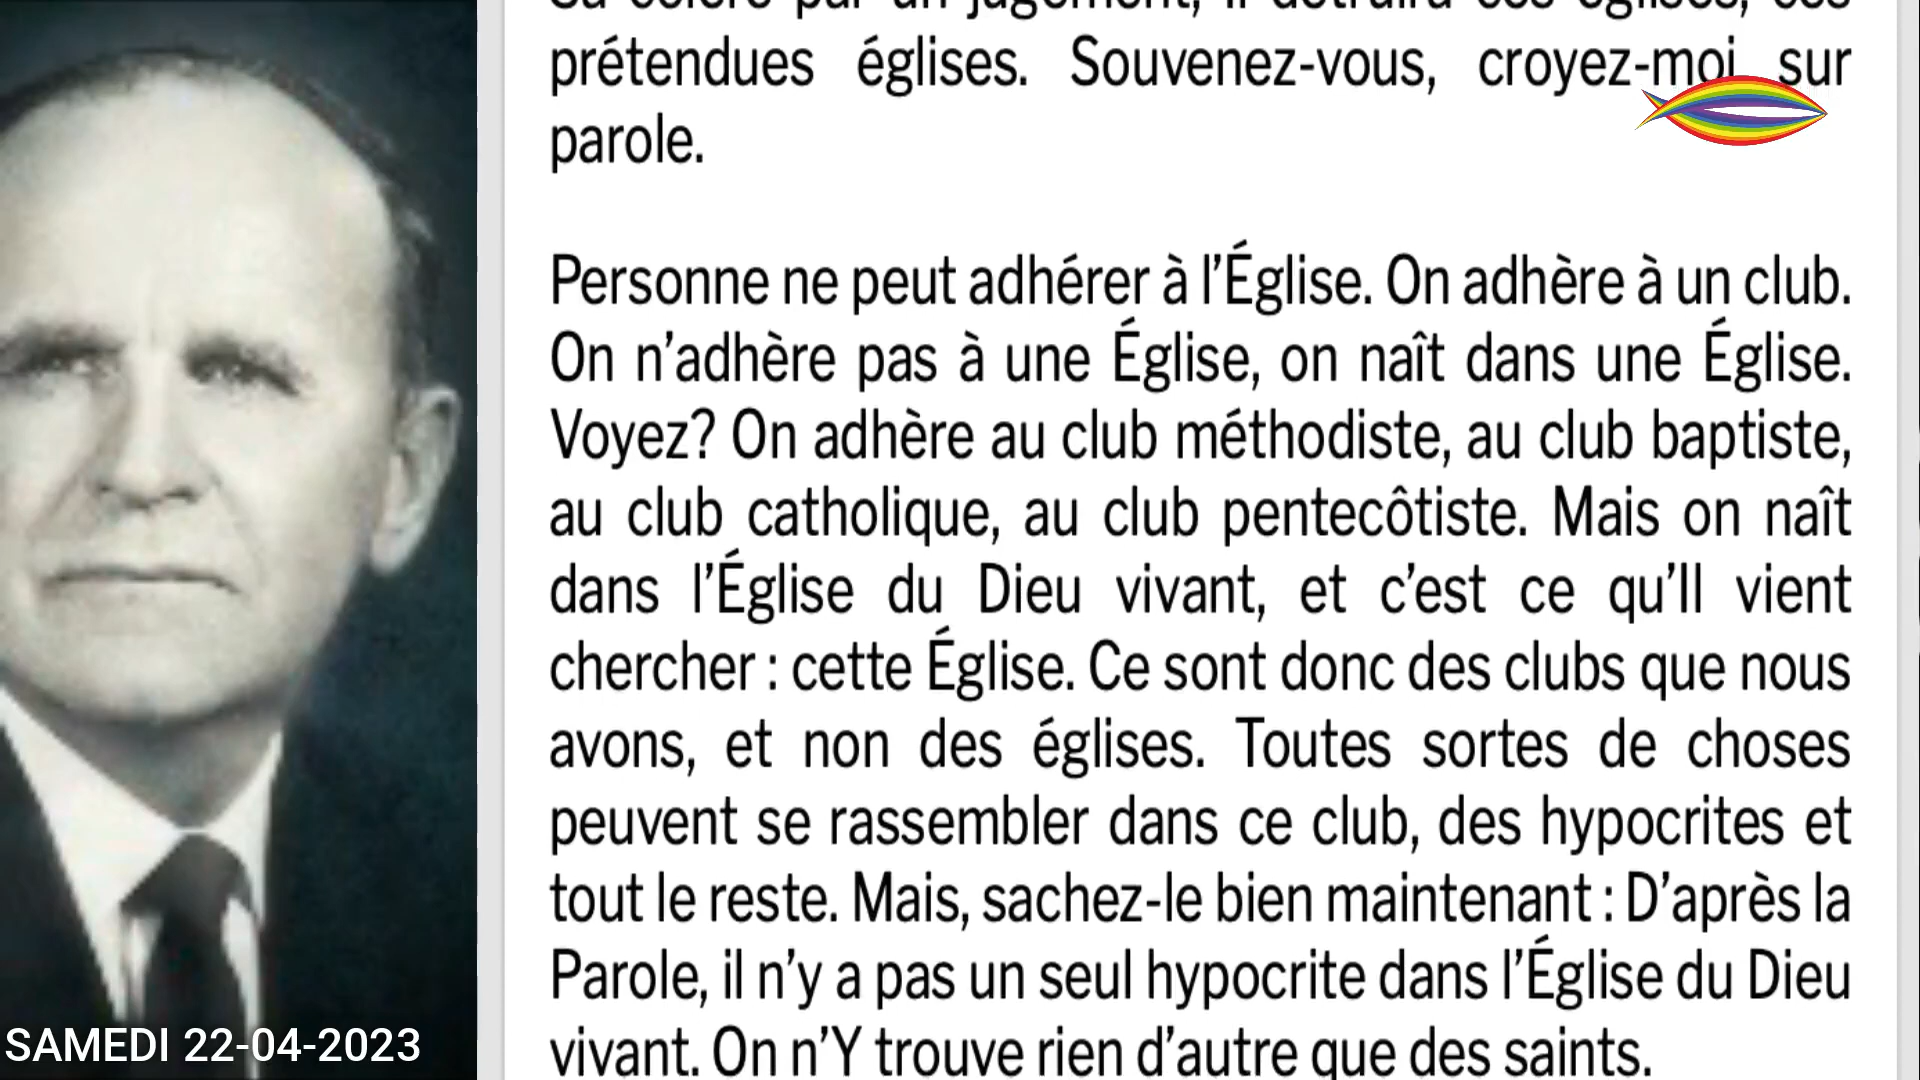 prétendues églises. Souvenez-vous, croyez-moi sur
parole.
Personne ne peut adhérer à l’Église. On adhère à un club.
On n’adhère pas à une Église, on naît dans une Église.
Voyez? On adhère au club méthodiste, au club baptiste,
au club catholique, au club pentecôtiste. Mais on naît
dans l’Église du Dieu vivant, et c’est ce qu’Il vient
chercher : cette Église. Ce sont donc des clubs que nous
avons, et non des églises. Toutes sortes de choses
peuvent se rassembler dans ce club, des hypocrites et
tout le reste. Mais, sachez-le bien maintenant : D’après la
Parole, il n’y a pas un seul hypocrite dans l’Église du Dieu
vivant. On n’Y trouve rien d’autre que des saints.
SAMEDI 22-04-2023